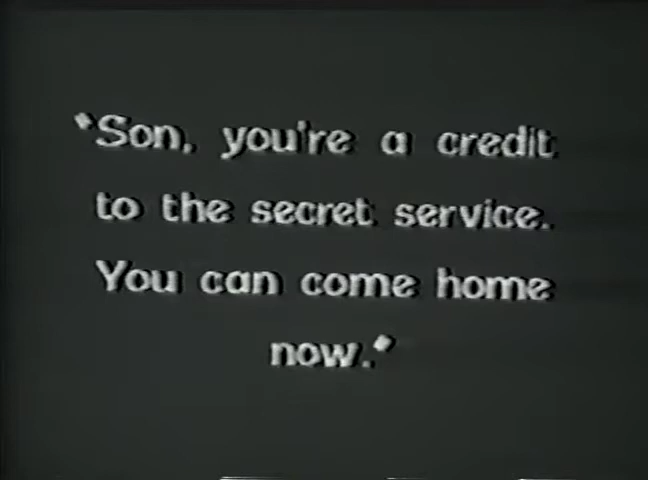 "Son, you're a credit
to the secret service.
You can come home
now."